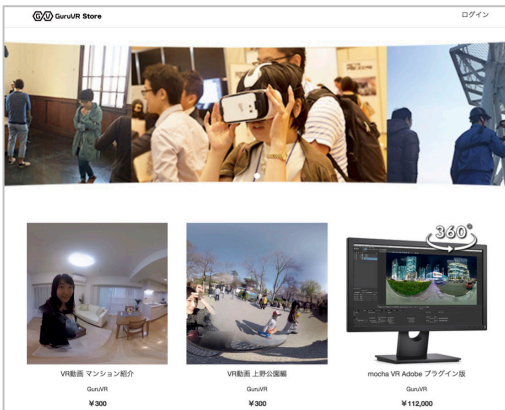 GuruVR Store
ログイン
360°
VR動画 マンション紹介
GuruVR
¥300
VR動画 上野公園編
GuruVR
¥300
mocha VR Adobe プラグイン版
GuruVR
¥112,000